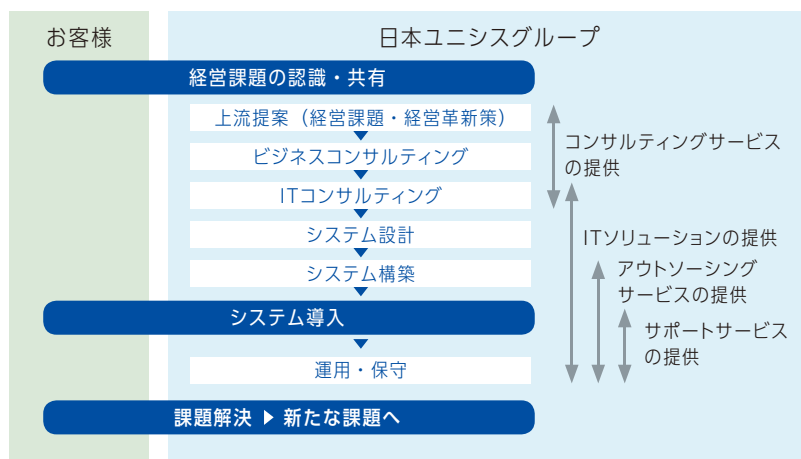 お客様
日本ユニシスグループ
経営課題の認識・共有
上流提案（経営課題・経営革新策）
ビジネスコンサルティング
ITコンサルティング
システム設計
システム構築
システム導入
運用・保守
課題解決 ▶ 新たな課題へ
コンサルティングサービス
の提供
ITソリューションの提供
アウトソーシング
サービスの提供
サポートサービス
の提供